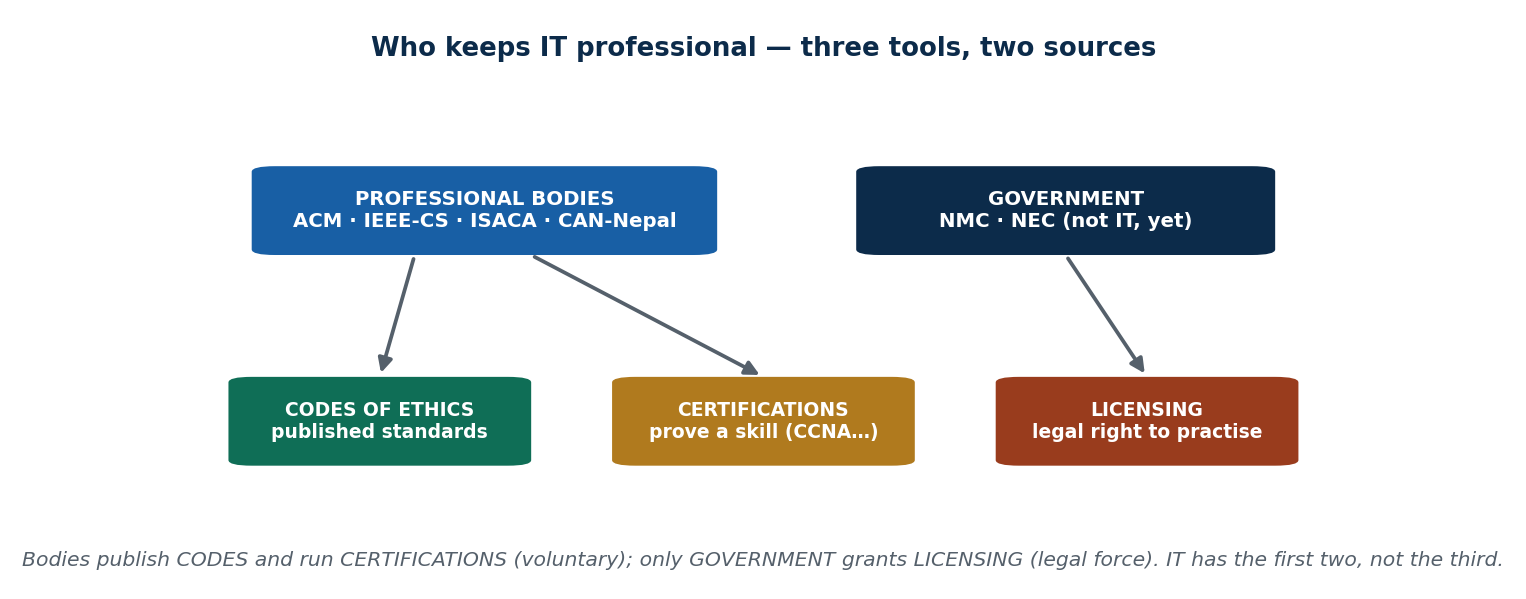 Who keeps IT professional — three tools, two sources
PROFESSIONAL BODIES
ACM · IEEE-CS · ISACA · CAN-Nepal
GOVERNMENT
NMC · NEC (not IT, yet)
CODES OF ETHICS
published standards
CERTIFICATIONS
prove a skill (CCNA…)
LICENSING
legal right to practise
Bodies publish CODES and run CERTIFICATIONS (voluntary); only GOVERNMENT grants LICENSING (legal force). IT has the first two, not the third.